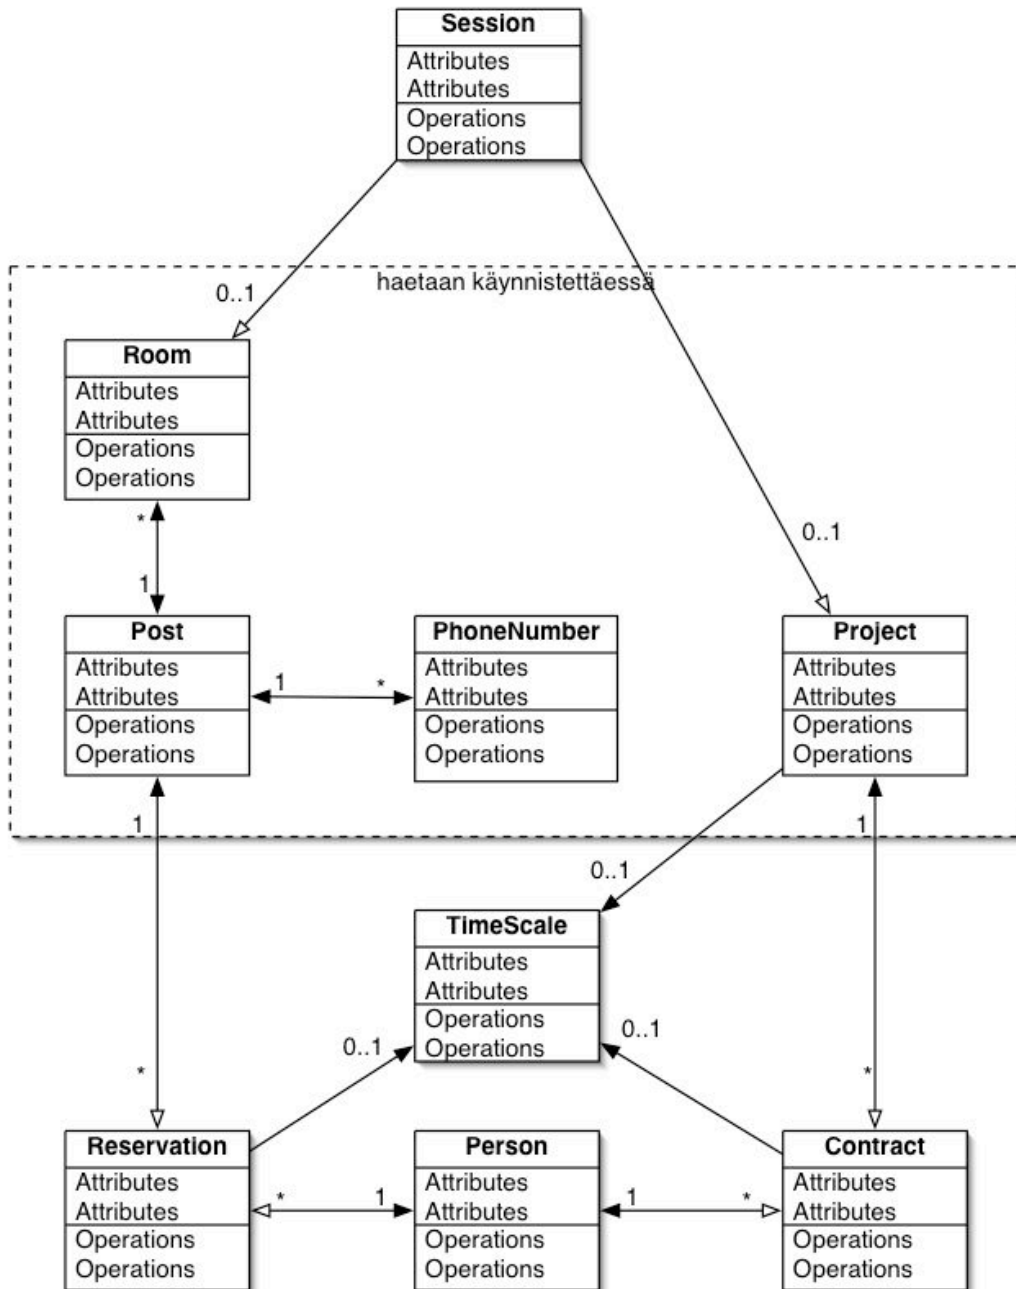 Session
Attributes
Attributes
Operations
Operations
haetaan käynnistettäessä
0..1
Room
Attributes
Attributes
Operations
Operations
*
1
0..1
Post
Attributes
Attributes
Operations
Operations
1
*
PhoneNumber
Attributes
Attributes
Operations
Operations
Project
Attributes
Attributes
Operations
Operations
1
1
0..1
TimeScale
Attributes
Attributes
Operations
Operations
0..1
0..1
*
*
Reservation
Attributes
Attributes
Operations
Operations
*
1
Person
Attributes
Attributes
Operations
Operations
1
*
Contract
Attributes
Attributes
Operations
Operations